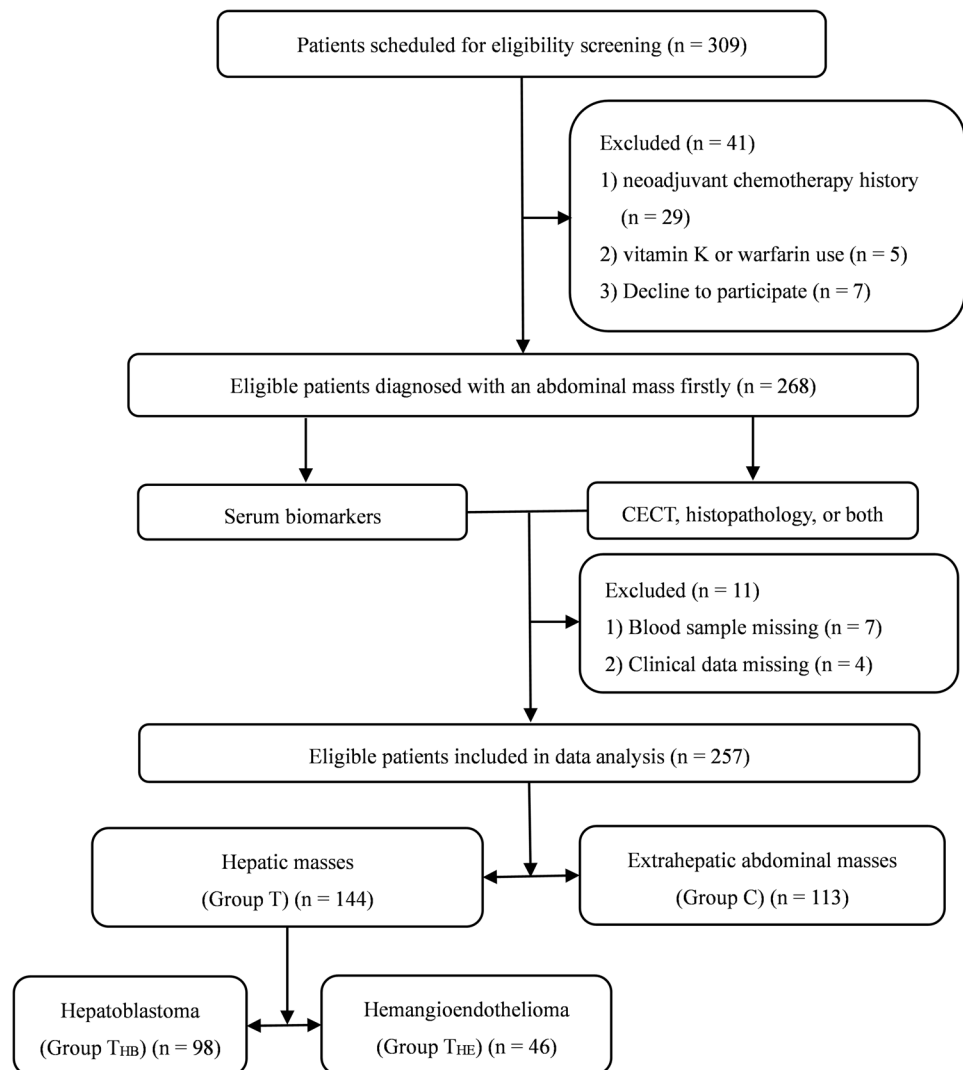 Patients scheduled for eligibility screening (n = 309)
Excluded (n = 41)
1) neoadjuvant chemotherapy history
(n = 29)
2) vitamin K or warfarin use (n = 5)
3) Decline to participate (n = 7)
Eligible patients diagnosed with an abdominal mass firstly (n = 268)
Serum biomarkers
CECT, histopathology, or both
Excluded (n = 11)
1) Blood sample missing (n = 7)
2) Clinical data missing (n = 4)
Eligible patients included in data analysis (n = 257)
Hepatic masses
(Group T) (n = 144)
Extrahepatic abdominal masses
(Group C) (n = 113)
Hepatoblastoma
(Group THB) (n = 98)
Hemangioendothelioma
(Group THE) (n = 46)